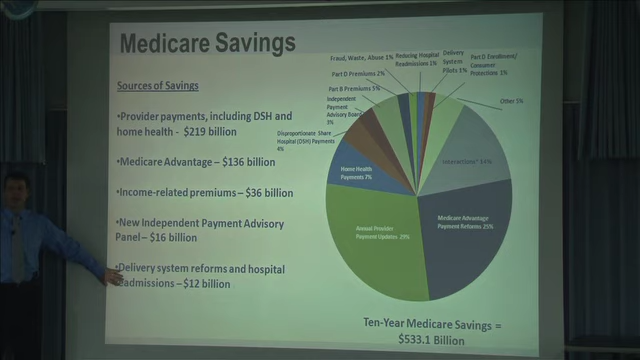 Medicare Savings
Sources of Savings
•Provider payments, including DSH and
home health - $219 billion
•Medicare Advantage – $136 billion
•Income-related premiums – $36 billion
•New Independent Payment Advisory
Panel – $16 billion
•Delivery system reforms and hospital
readmissions – $12 billion
Fraud, Waste, Abuse 1%
Reducing Hospital
Readmissions 1%
Delivery
System
Pilots 1%
Part D Enrollment/
Consumer
Protections 1%
Part D Premiums 2%
Part B Premiums 5%
Independent
Payment
Advisory Board
3%
Disproportionate Share
Hospital (DSH) Payments
4%
Home Health
Payments 7%
Annual Provider
Payment Updates 29%
Medicare Advantage
Payment Reforms 25%
Interactions* 14%
Other 5%
Ten-Year Medicare Savings =
$533.1 Billion